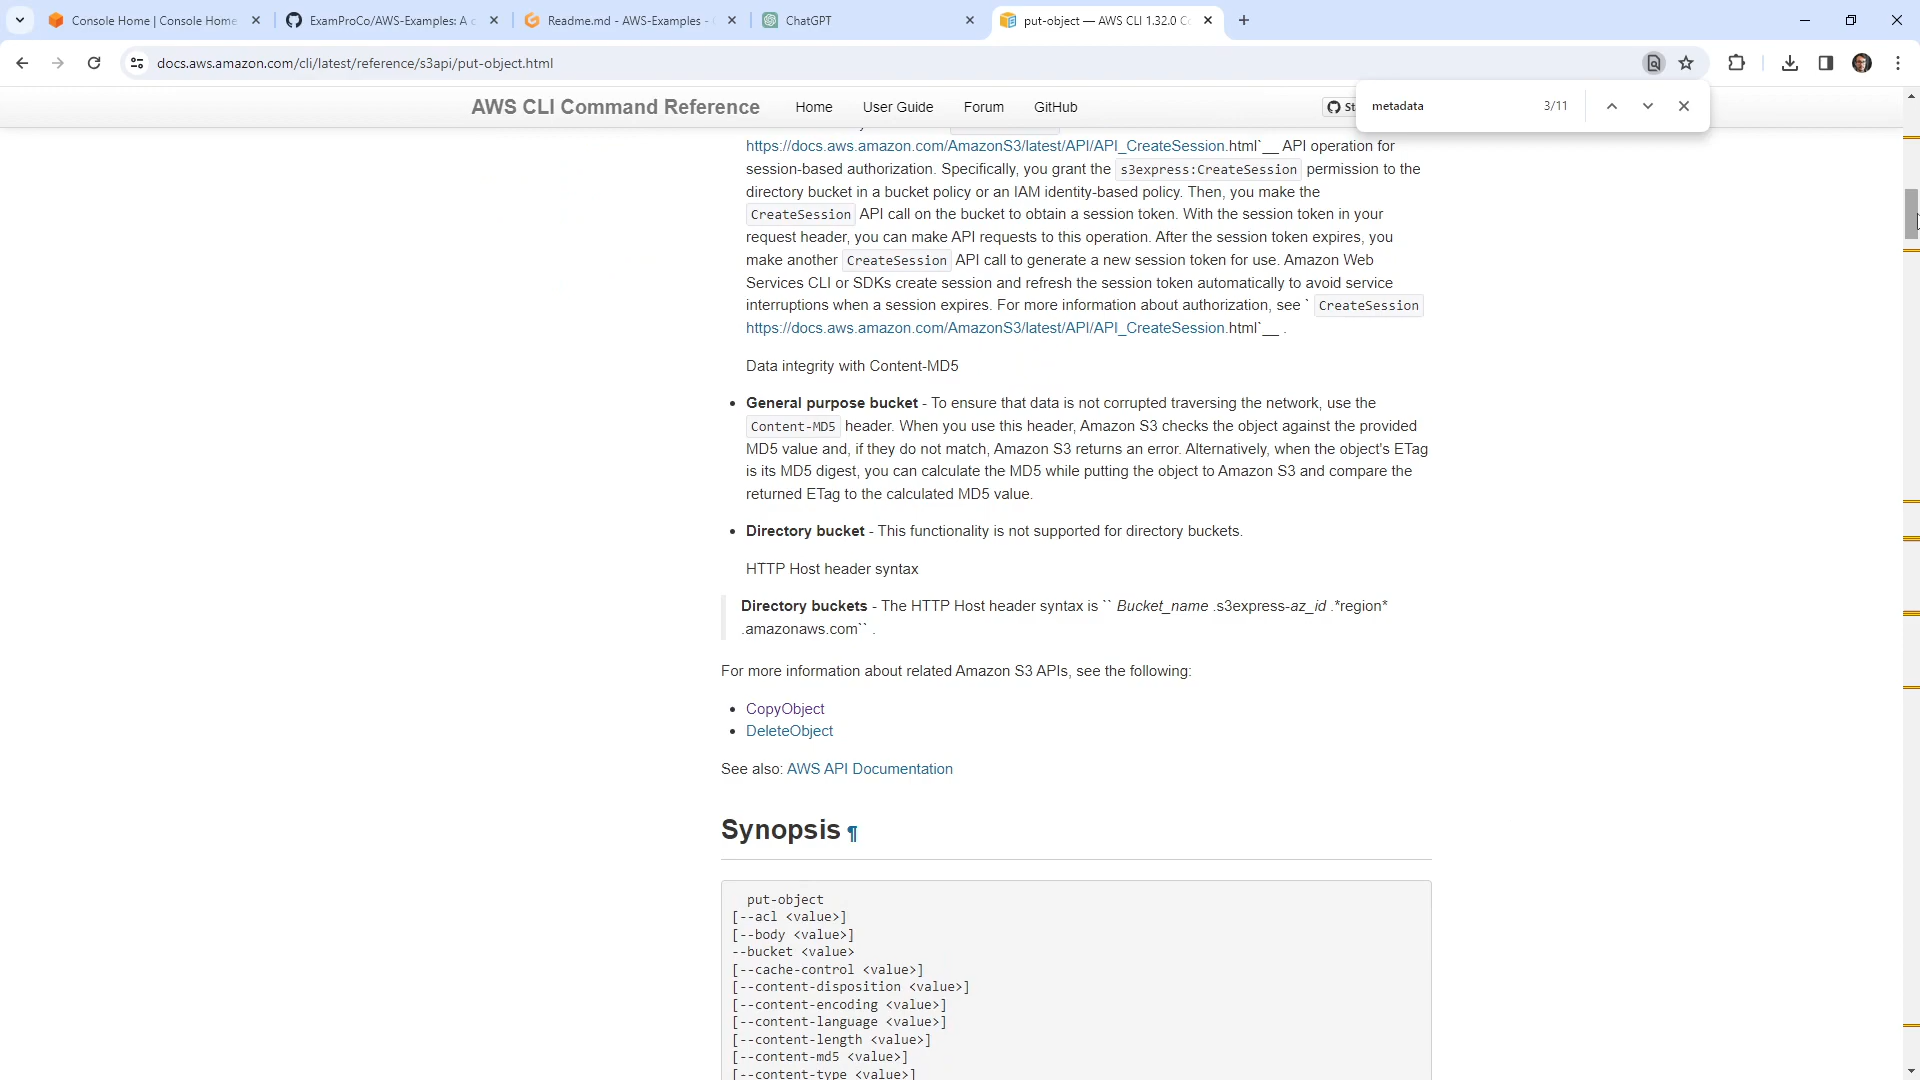 Console Home | Console Home
ExamProCo/AWS-Examples: A c
Readme.md - AWS-Examples -
ChatGPT
put-object — AWS CLI 1.32.0 Co
docs.aws.amazon.com/cli/latest/reference/s3api/put-object.html
metadata
3/11
AWS CLI Command Reference
Home
User Guide
Forum
GitHub
St
https://docs.aws.amazon.com/AmazonS3/latest/API/API_CreateSession.html`__ API operation for
session-based authorization. Specifically, you grant the s3express:CreateSession permission to the
directory bucket in a bucket policy or an IAM identity-based policy. Then, you make the
CreateSession API call on the bucket to obtain a session token. With the session token in your
request header, you can make API requests to this operation. After the session token expires, you
make another CreateSession API call to generate a new session token for use. Amazon Web
Services CLI or SDKs create session and refresh the session token automatically to avoid service
interruptions when a session expires. For more information about authorization, see ` CreateSession
https://docs.aws.amazon.com/AmazonS3/latest/API/API_CreateSession.html`__ .
Data integrity with Content-MD5
• General purpose bucket - To ensure that data is not corrupted traversing the network, use the
Content-MD5 header. When you use this header, Amazon S3 checks the object against the provided
MD5 value and, if they do not match, Amazon S3 returns an error. Alternatively, when the object's ETag
is its MD5 digest, you can calculate the MD5 while putting the object to Amazon S3 and compare the
returned ETag to the calculated MD5 value.
• Directory bucket - This functionality is not supported for directory buckets.
HTTP Host header syntax
Directory buckets - The HTTP Host header syntax is `` Bucket_name .s3express-az_id .*region*
.amazonaws.com`` .
For more information about related Amazon S3 APIs, see the following:
• CopyObject
• DeleteObject
See also: AWS API Documentation
Synopsis ¶
put-object
[--acl <value>]
[--body <value>]
--bucket <value>
[--cache-control <value>]
[--content-disposition <value>]
[--content-encoding <value>]
[--content-language <value>]
[--content-length <value>]
[--content-md5 <value>]
[--content-type <value>]